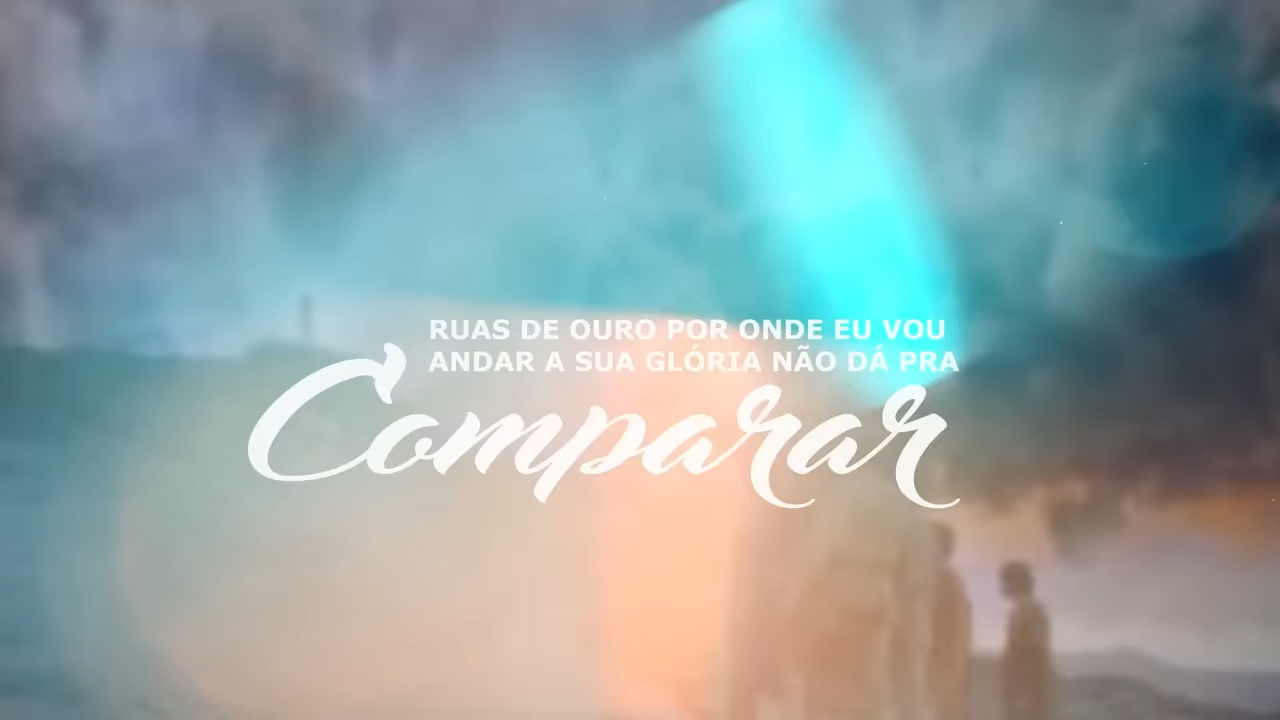 RUAS DE OURO POR ONDE EU VOU
ANDAR A SUA GLÓRIA NÃO DÁ PRA
Comparar